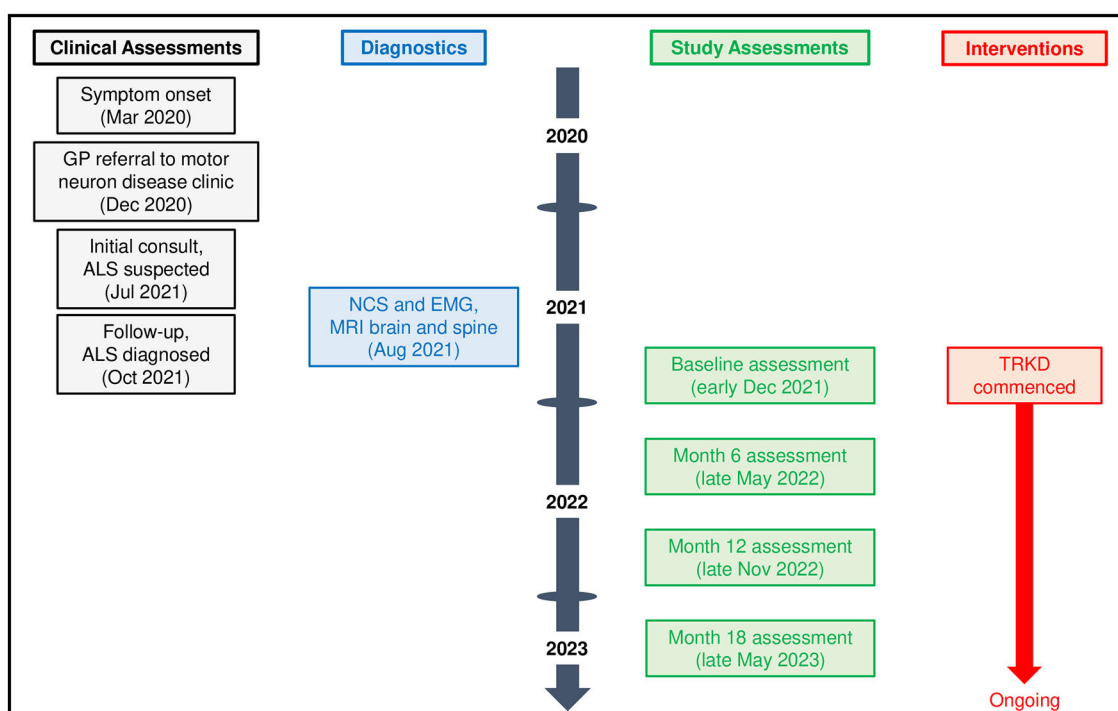 Clinical Assessments
Symptom onset
(Mar 2020)
GP referral to motor
neuron disease clinic
(Dec 2020)
Initial consult,
ALS suspected
(Jul 2021)
Follow-up,
ALS diagnosed
(Oct 2021)
Diagnostics
NCS and EMG,
MRI brain and spine
(Aug 2021)
2020
2021
2022
2023
Study Assessments
Baseline assessment
(early Dec 2021)
Month 6 assessment
(late May 2022)
Month 12 assessment
(late Nov 2022)
Month 18 assessment
(late May 2023)
Interventions
TRKD
commenced
Ongoing